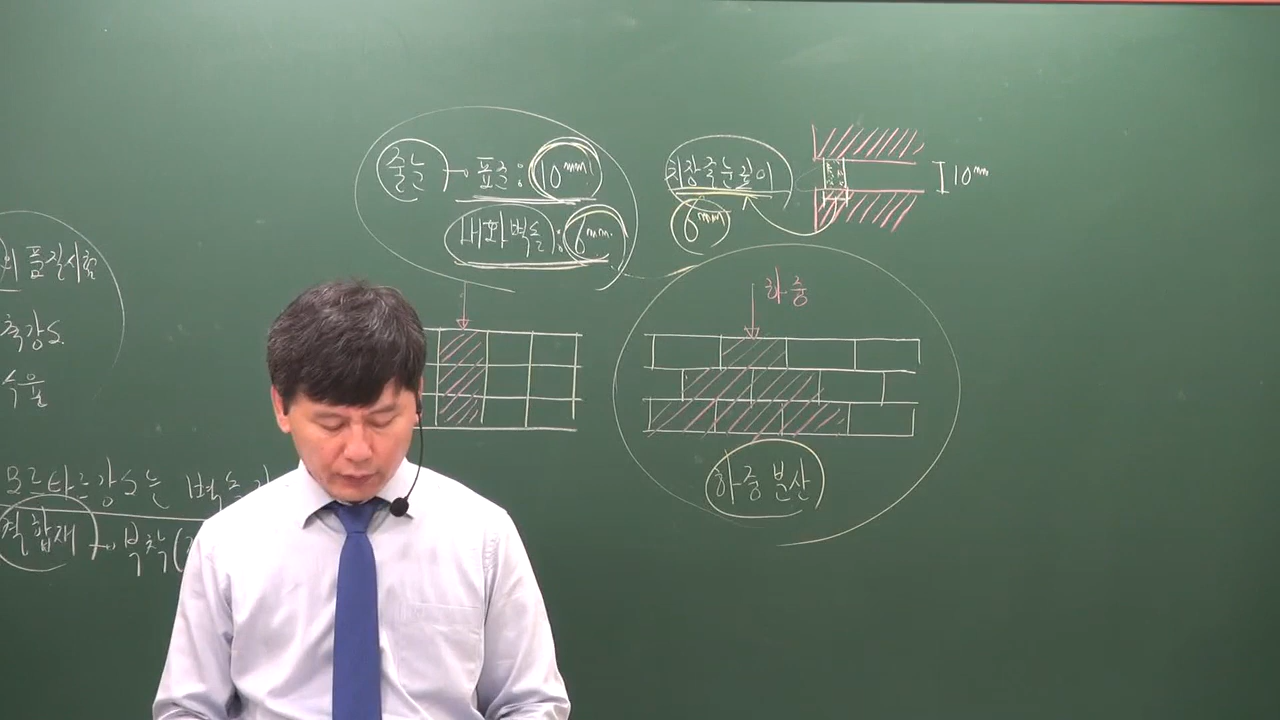 줄눈 → 표준 : 10mm
내화벽돌 : 6mm
치장줄눈깊이
6mm
10mm
의 품질시험
축강도
수율
하중
하중 분산
모르타르강도는 벽돌강
접합재 → 부착(